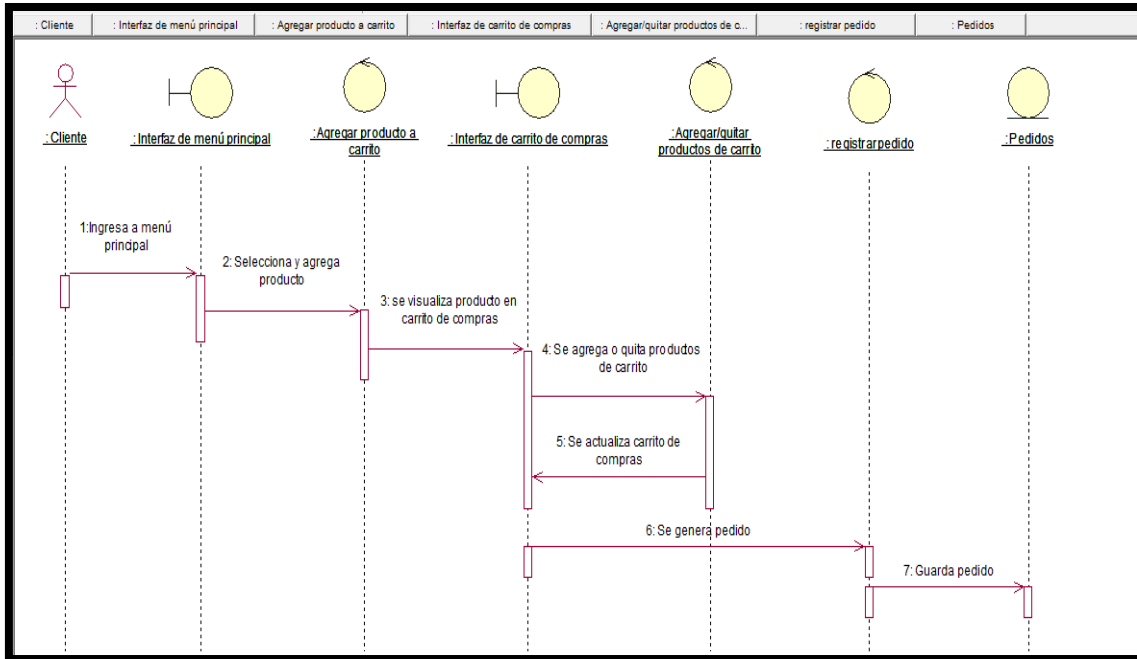 : Cliente
: Interfaz de menú principal
: Agregar producto a carrito
: Interfaz de carrito de compras
: Agregar/quitar productos de c...
: registrar pedido
: Pedidos
: Cliente
: Interfaz de menú principal
: Agregar producto a
carrito
: Interfaz de carrito de compras
: Agregar/quitar
productos de carrito
: registrar pedido
: Pedidos
1:Ingresa a menú
principal
2: Selecciona y agrega
producto
3: se visualiza producto en
carrito de compras
4: Se agrega o quita productos
de carrito
5: Se actualiza carrito de
compras
6: Se genera pedido
7: Guarda pedido